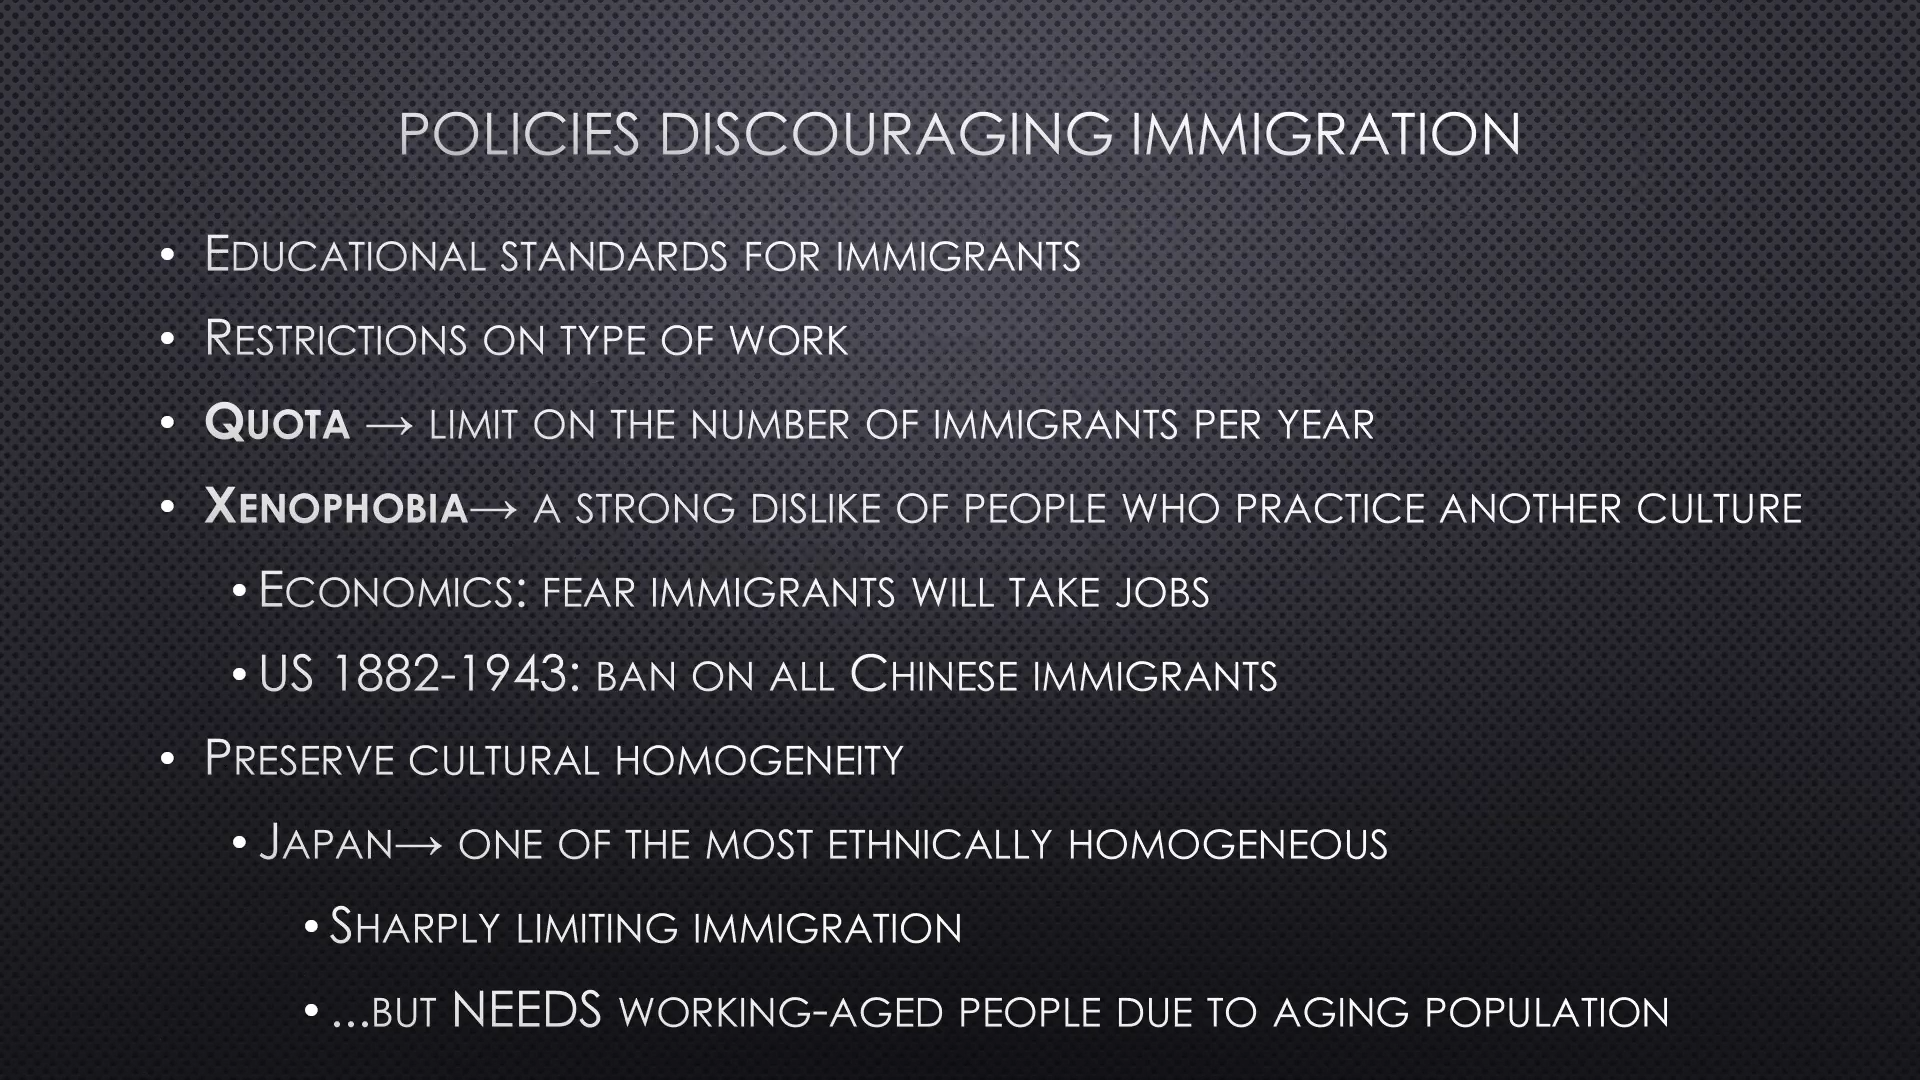 POLICIES DISCOURAGING IMMIGRATION
• EDUCATIONAL STANDARDS FOR IMMIGRANTS
• RESTRICTIONS ON TYPE OF WORK
• QUOTA → LIMIT ON THE NUMBER OF IMMIGRANTS PER YEAR
• XENOPHOBIA→ A STRONG DISLIKE OF PEOPLE WHO PRACTICE ANOTHER CULTURE
• ECONOMICS: FEAR IMMIGRANTS WILL TAKE JOBS
• US 1882-1943: BAN ON ALL CHINESE IMMIGRANTS
• PRESERVE CULTURAL HOMOGENEITY
• JAPAN→ ONE OF THE MOST ETHNICALLY HOMOGENEOUS
• SHARPLY LIMITING IMMIGRATION
• ...BUT NEEDS WORKING-AGED PEOPLE DUE TO AGING POPULATION